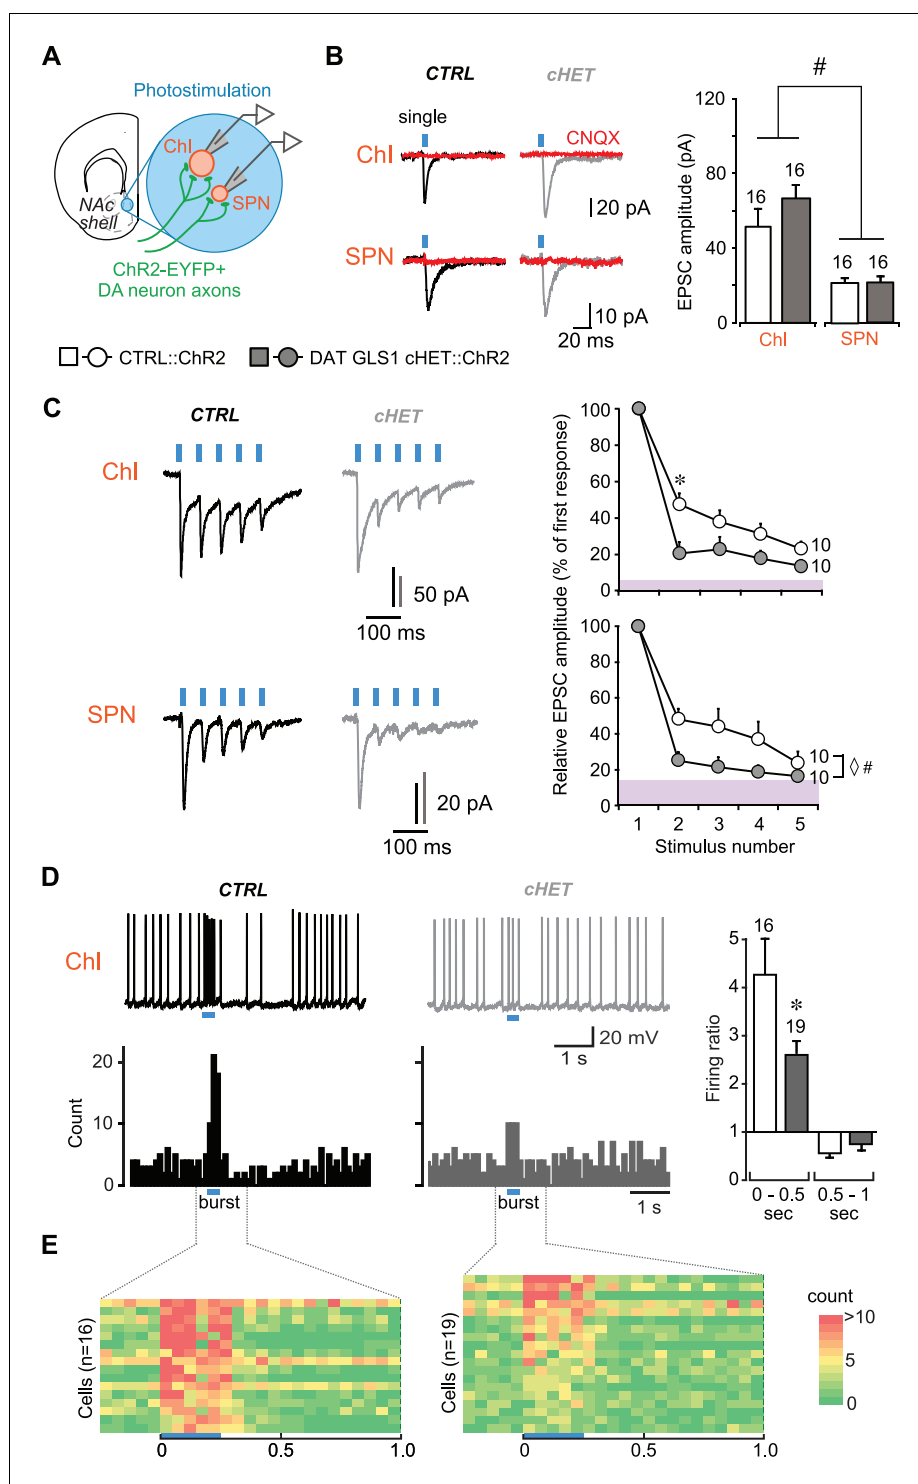 A
Photostimulation
ChI
SPN
NAc
shell
ChR2-EYFP+
DA neuron axons
B
CTRL
cHET
single
ChI
CNQX
20 pA
SPN
10 pA
20 ms
EPSC amplitude (pA)
120
80
40
0
#
16
16
16
16
ChI
SPN
CTRL::ChR2
DAT GLS1 cHET::ChR2
C
CTRL
cHET
ChI
50 pA
100 ms
SPN
20 pA
100 ms
Relative EPSC amplitude (% of first response)
100
80
60
40
20
0
*
10
10
100
80
60
40
20
0
10
10
◊ #
1 2 3 4 5
Stimulus number
D
CTRL
cHET
ChI
20 mV
1 s
Count
20
10
0
burst
burst
1 s
Firing ratio
5
4
3
2
1
0
16
*
19
0 - 0.5
sec
0.5 - 1
sec
E
Cells (n=16)
0 0.5 1.0
Cells (n=19)
0 0.5 1.0
count
>10
5
0